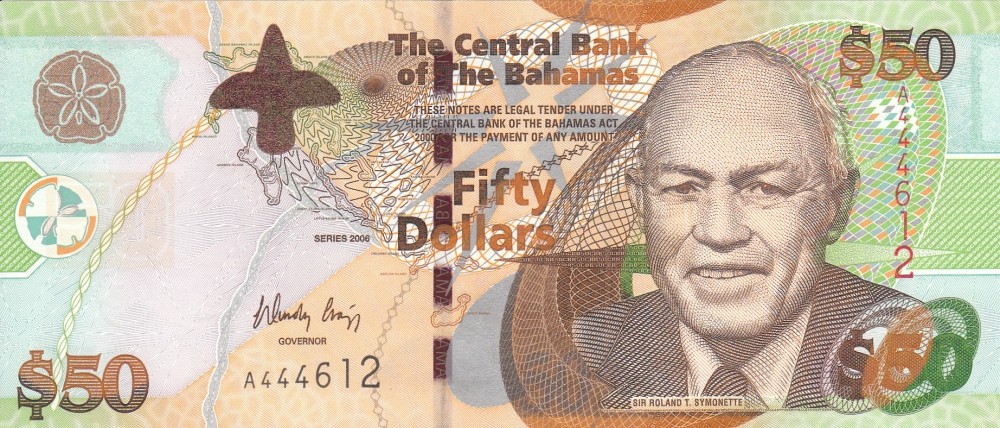 The Central Bank
of The Bahamas
$50
THESE NOTES ARE LEGAL TENDER UNDER
THE CENTRAL BANK OF THE BAHAMAS ACT
2000 FOR THE PAYMENT OF ANY AMOUNT
A444612
Fifty
Dollars
SERIES 2006
Wendy Craigg
GOVERNOR
$50
A444612
$50
SIR ROLAND T. SYMONETTE